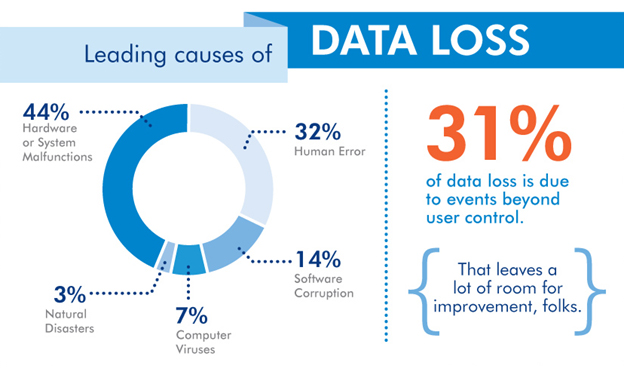 Leading causes of
DATA LOSS
44%
Hardware
or System
Malfunctions
32%
Human Error
14%
Software
Corruption
7%
Computer
Viruses
3%
Natural
Disasters
31%
of data loss is due
to events beyond
user control.
That leaves a
lot of room for
improvement, folks.